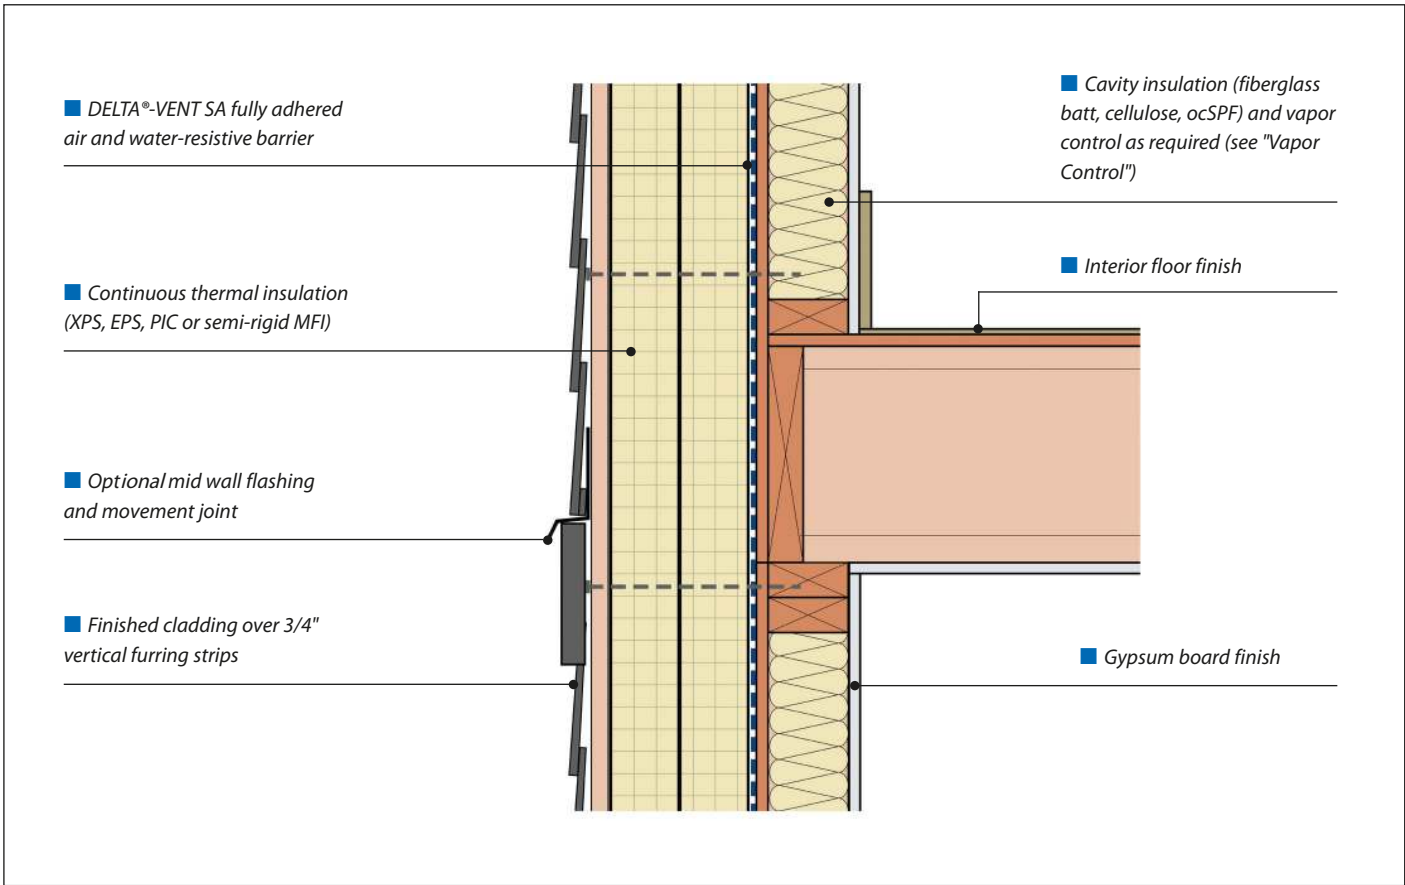 DELTA®-VENT SA fully adhered
air and water-resistive barrier
Continuous thermal insulation
(XPS, EPS, PIC or semi-rigid MFI)
Optional mid wall flashing
and movement joint
Finished cladding over 3/4"
vertical furring strips
Cavity insulation (fiberglass
batt, cellulose, ocSPF) and vapor
control as required (see "Vapor
Control")
Interior floor finish
Gypsum board finish